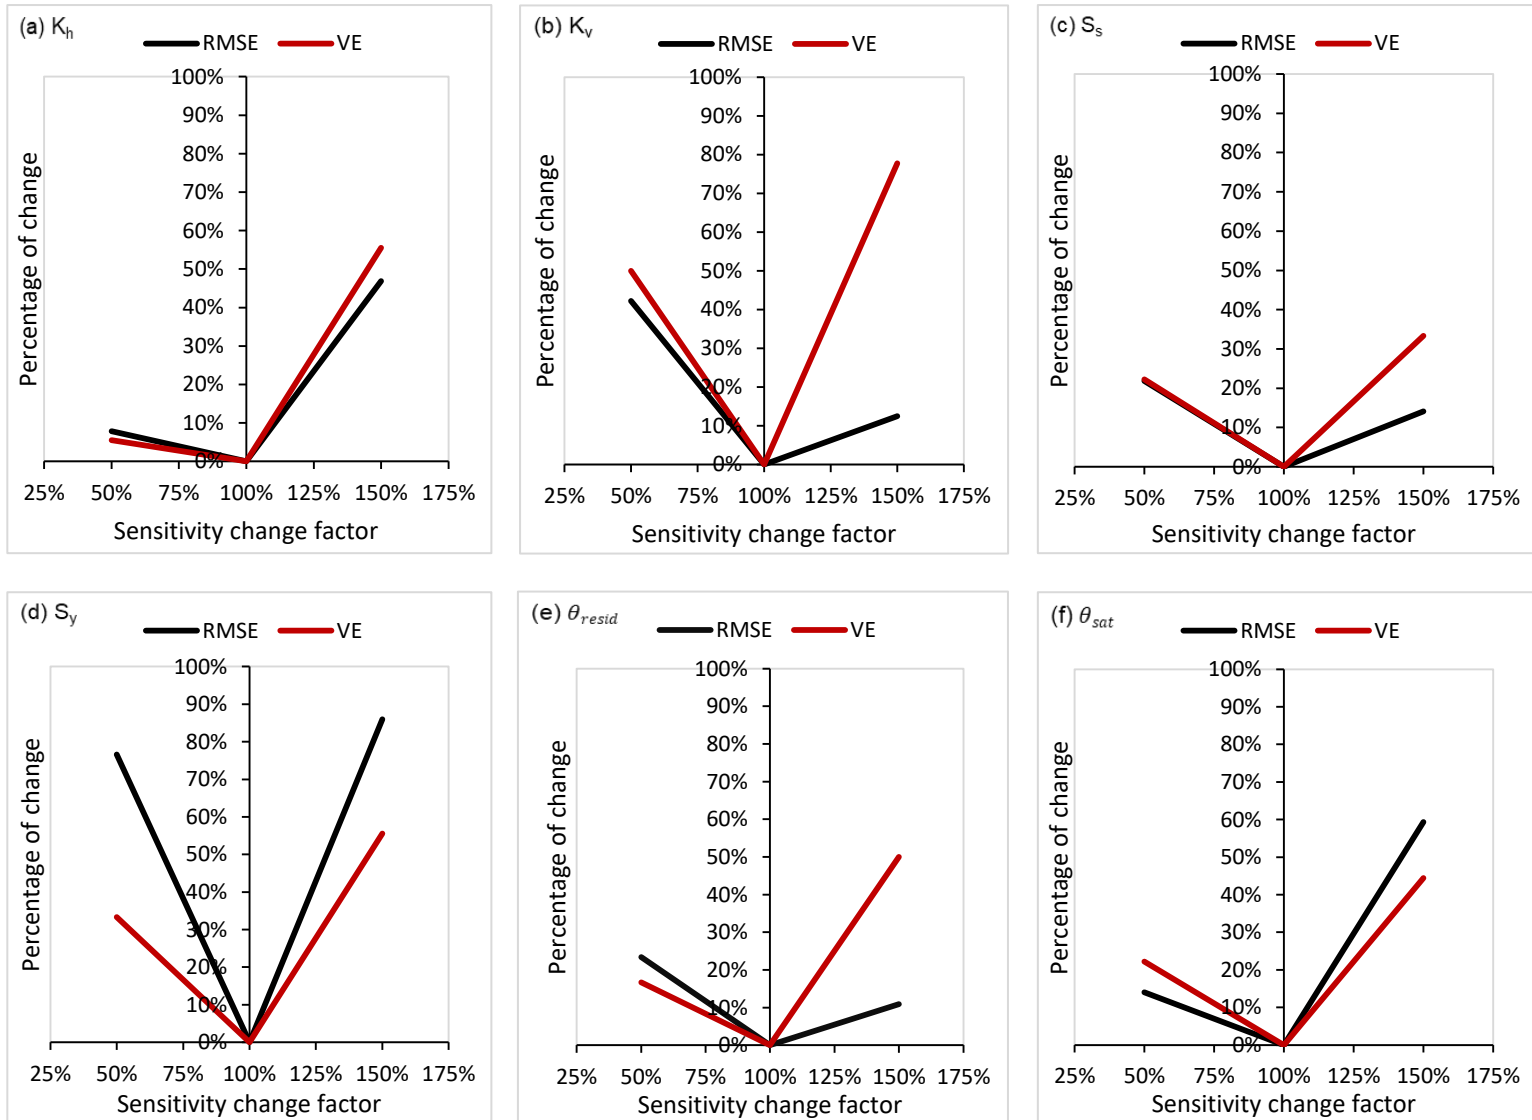 (a) Kh
RMSE VE
100%
90%
80%
70%
60%
50%
40%
30%
20%
10%
0%
25% 50% 75% 100% 125% 150% 175%
Percentage of change
Sensitivity change factor
(b) Kv
RMSE VE
100%
90%
80%
70%
60%
50%
40%
30%
20%
10%
0%
25% 50% 75% 100% 125% 150% 175%
Percentage of change
Sensitivity change factor
(c) Ss
RMSE VE
100%
90%
80%
70%
60%
50%
40%
30%
20%
10%
0%
25% 50% 75% 100% 125% 150% 175%
Percentage of change
Sensitivity change factor
(d) Sy
RMSE VE
100%
90%
80%
70%
60%
50%
40%
30%
20%
10%
0%
25% 50% 75% 100% 125% 150% 175%
Percentage of change
Sensitivity change factor
(e) θresid
RMSE VE
100%
90%
80%
70%
60%
50%
40%
30%
20%
10%
0%
25% 50% 75% 100% 125% 150% 175%
Percentage of change
Sensitivity change factor
(f) θsat
RMSE VE
100%
90%
80%
70%
60%
50%
40%
30%
20%
10%
0%
25% 50% 75% 100% 125% 150% 175%
Percentage of change
Sensitivity change factor